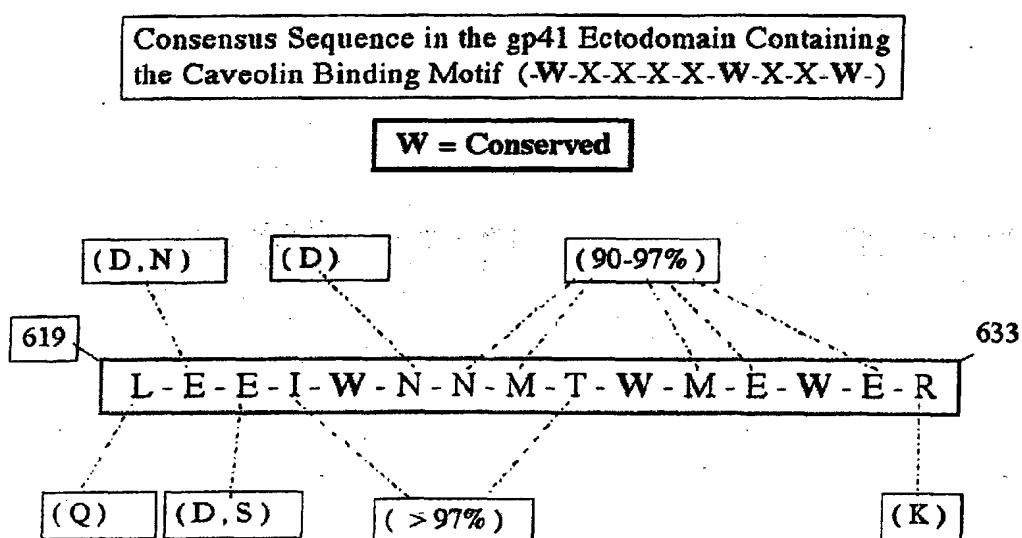 Consensus Sequence in the gp41 Ectodomain Containing
the Caveolin Binding Motif (-W-X-X-X-X-W-X-X-W-)
W = Conserved
(D,N) (D) (90-97%)
619 633
L - E - E - I - W - N - N - M - T - W - M - E - W - E - R
(Q) (D,S) ( >97%) (K)